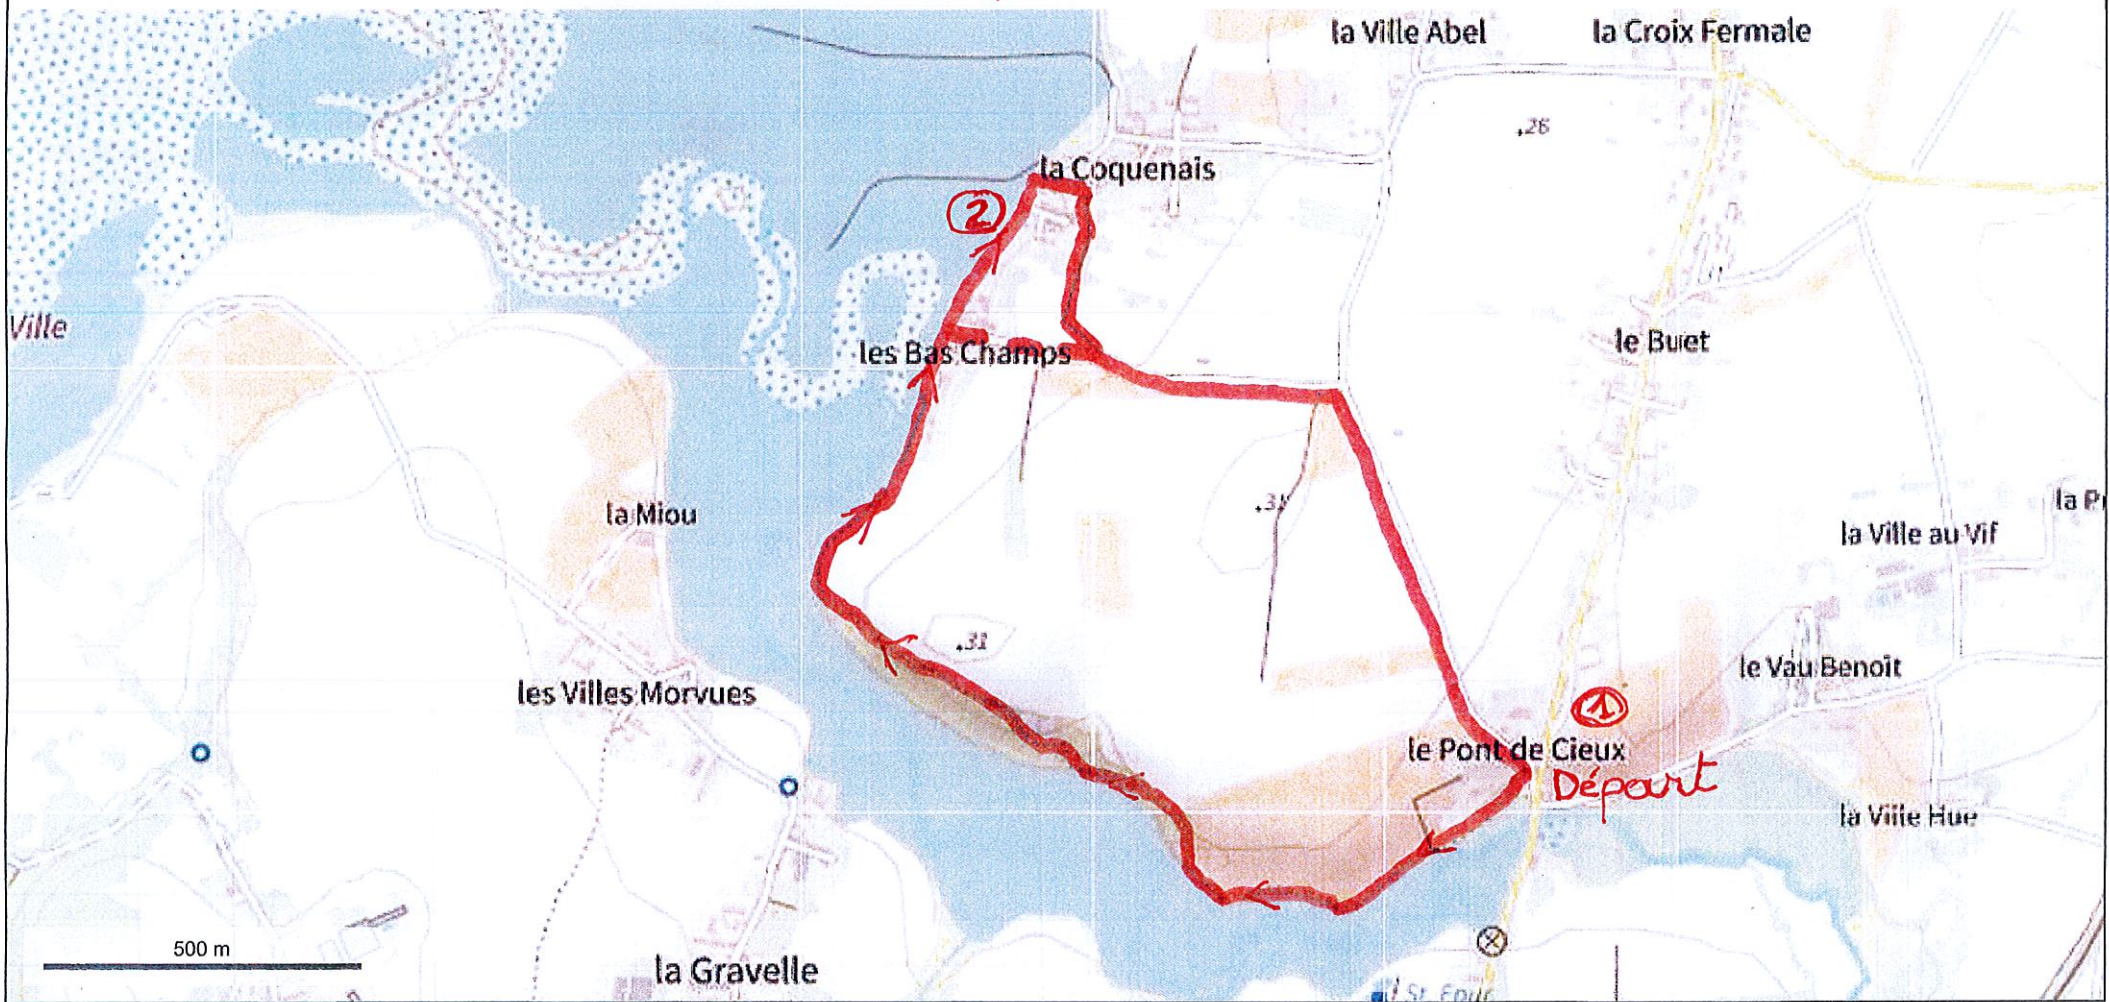 la Ville Abel
la Croix Fermale
.26
la Coquenais
2
Ville
les Bas Champs
le Buet
la Miou
.31
la P
la Ville au Vif
.31
le Vau Benoît
les Villes Morvues
1
le Pont de Cieux
Départ
la Ville Hue
500 m
la Gravelle